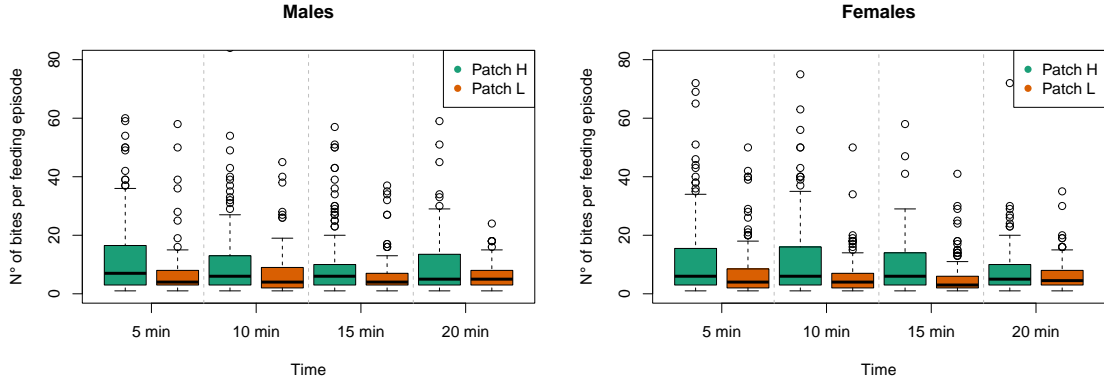 Males
N° of bites per feeding episode
80
60
40
20
0
Patch H
Patch L
5 min
10 min
15 min
20 min
Time
Females
N° of bites per feeding episode
80
60
40
20
0
Patch H
Patch L
5 min
10 min
15 min
20 min
Time